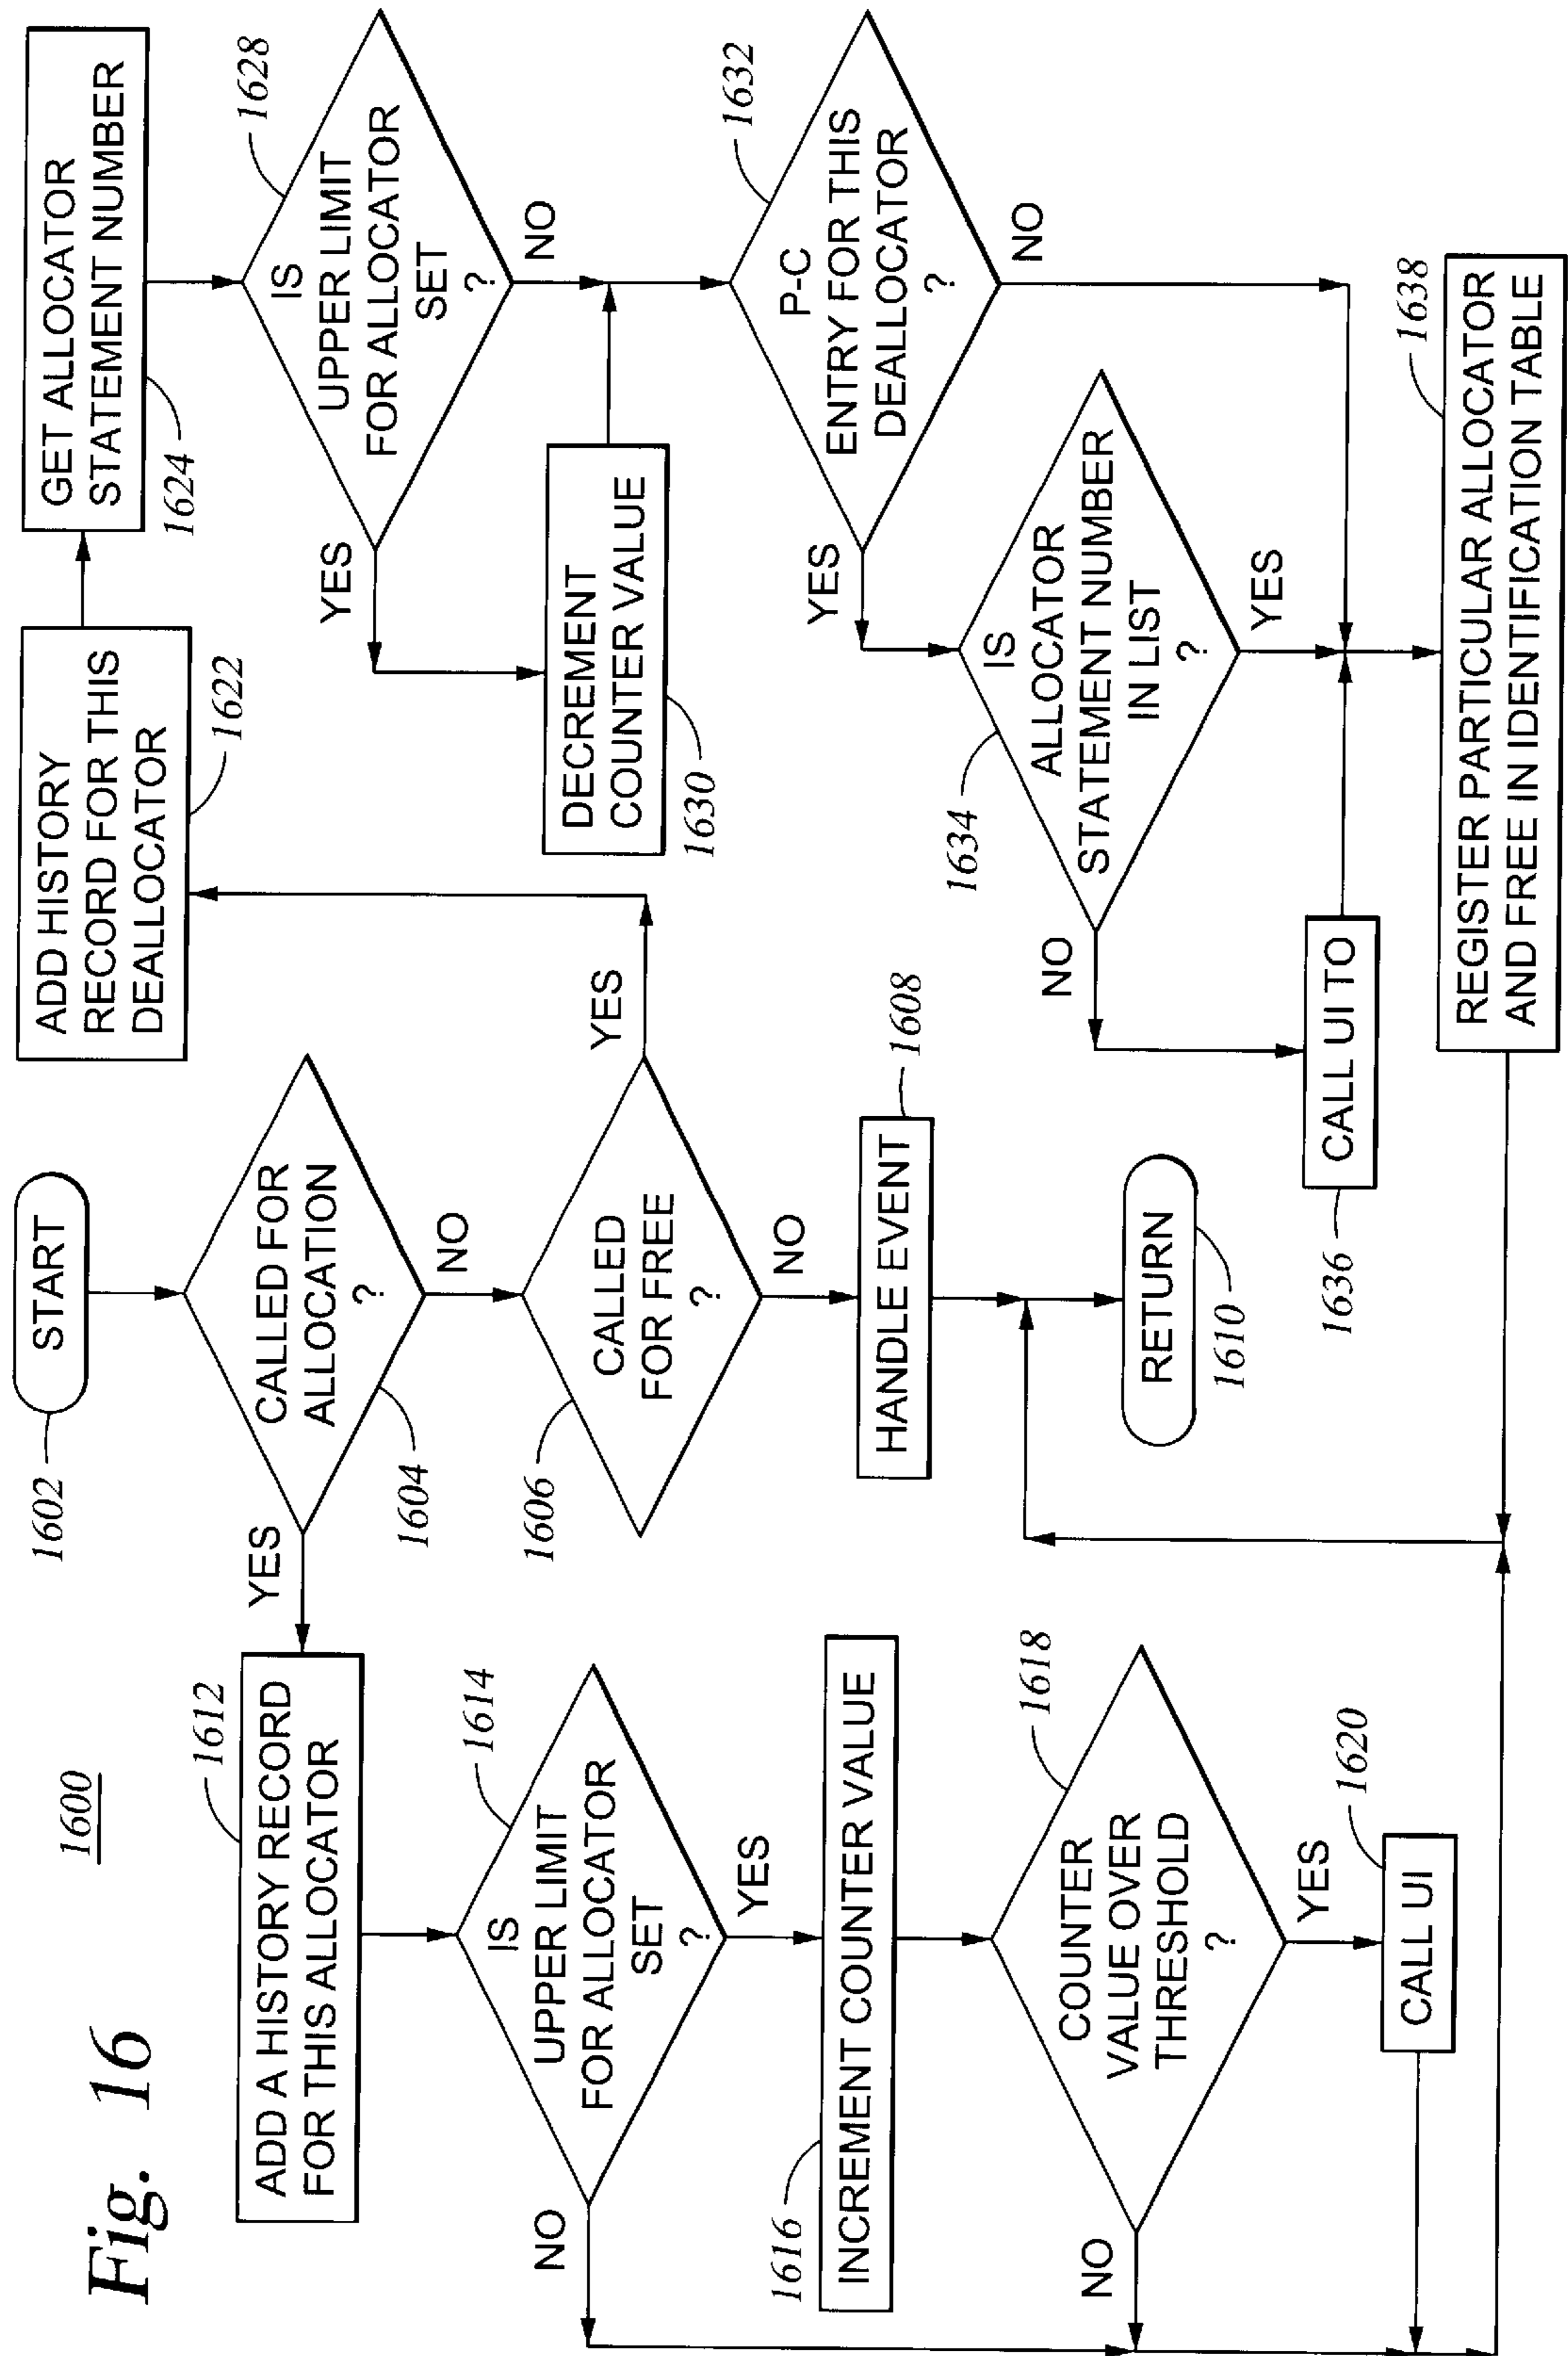 Fig. 16
1600
START
1602
CALLED FOR
ALLOCATION
?
1604
YES
NO
ADD A HISTORY RECORD
FOR THIS ALLOCATOR
1612
IS
UPPER LIMIT
FOR ALLOCATOR
SET
?
1614
NO
YES
INCREMENT COUNTER VALUE
1616
COUNTER
VALUE OVER
THRESHOLD
?
1618
NO
YES
CALL UI
1620
CALLED
FOR FREE
?
1606
YES
NO
HANDLE EVENT
1608
RETURN
1610
ADD HISTORY
RECORD FOR THIS
DEALLOCATOR
1622
GET ALLOCATOR
STATEMENT NUMBER
1624
IS
UPPER LIMIT
FOR ALLOCATOR
SET
?
1628
YES
NO
DECREMENT
COUNTER VALUE
1630
P-C
ENTRY FOR THIS
DEALLOCATOR
?
1632
YES
NO
IS
ALLOCATOR
STATEMENT NUMBER
IN LIST
?
1634
NO
YES
CALL UI TO
1636
REGISTER PARTICULAR ALLOCATOR
AND FREE IN IDENTIFICATION TABLE
1638